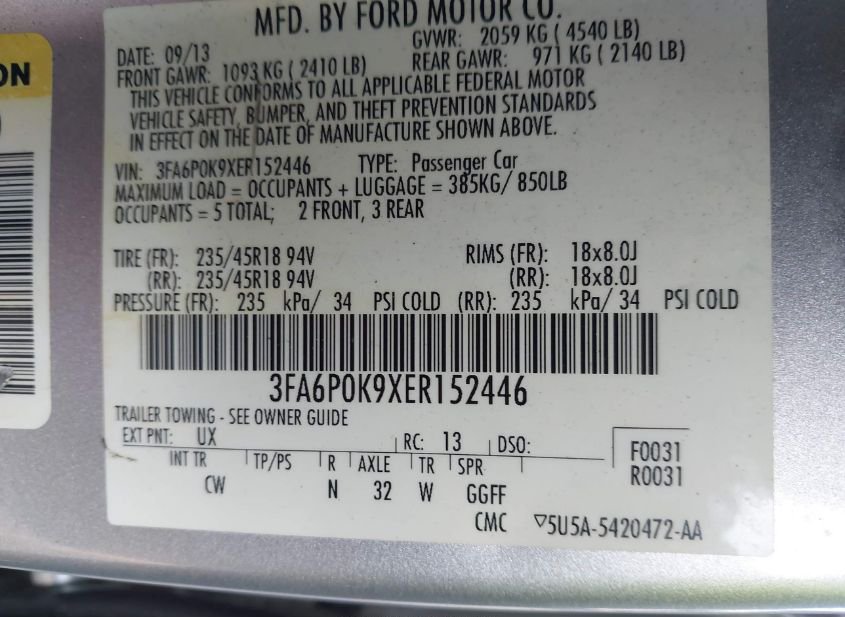 MFD. BY FORD MOTOR CO.
DATE: 09/13 GVWR: 2059 KG ( 4540 LB)
FRONT GAWR: 1093 KG ( 2410 LB) REAR GAWR: 971 KG ( 2140 LB)
THIS VEHICLE CONFORMS TO ALL APPLICABLE FEDERAL MOTOR
VEHICLE SAFETY, BUMPER, AND THEFT PREVENTION STANDARDS
IN EFFECT ON THE DATE OF MANUFACTURE SHOWN ABOVE.
VIN: 3FA6P0K9XER152446 TYPE: Passenger Car
MAXIMUM LOAD = OCCUPANTS + LUGGAGE = 385KG/ 850LB
OCCUPANTS = 5 TOTAL; 2 FRONT, 3 REAR
TIRE (FR): 235/45R18 94V RIMS (FR): 18x8.0J
(RR): 235/45R18 94V (RR): 18x8.0J
PRESSURE (FR): 235 kPa/ 34 PSI COLD (RR): 235 kPa/ 34 PSI COLD
3FA6P0K9XER152446
TRAILER TOWING - SEE OWNER GUIDE
EXT PNT: UX RC: 13 DSO:
INT TR TP/PS R AXLE TR SPR
CW N 32 W GGFF
F0031
R0031
CMC ▽5U5A-5420472-AA
ON